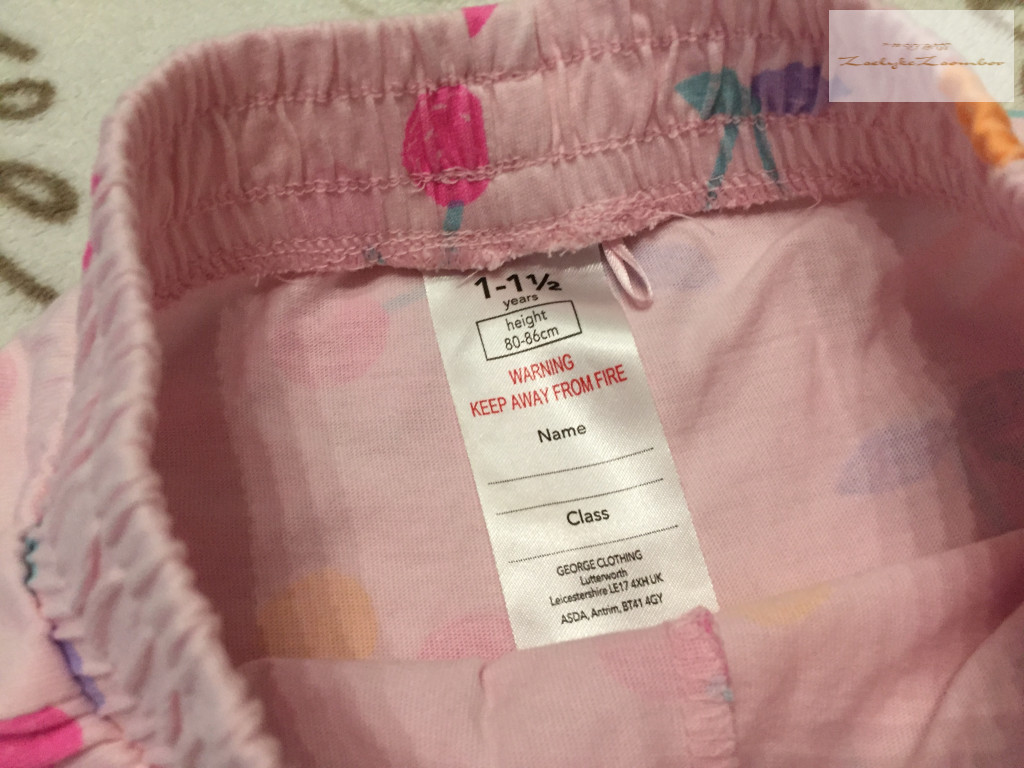 1-1½
years
height
80-86cm
WARNING
KEEP AWAY FROM FIRE
Name
Class
GEORGE CLOTHING
Lutterworth
Leicestershire LE17 4XN UK
ASDA, Antrim, BT41 4GY